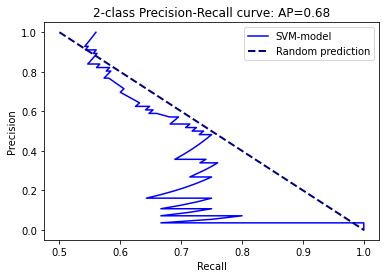 2-class Precision-Recall curve: AP=0.68
SVM-model
Random prediction
Precision
1.0
0.8
0.6
0.4
0.2
0.0
0.5 0.6 0.7 0.8 0.9 1.0
Recall